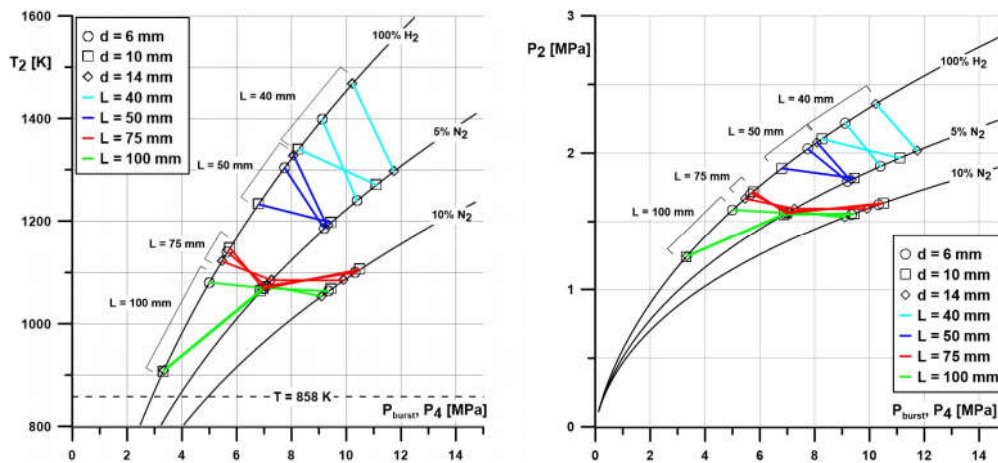 1600
T₂ [K]
1400
1200
1000
800
d = 6 mm
d = 10 mm
d = 14 mm
L = 40 mm
L = 50 mm
L = 75 mm
L = 100 mm
100% H₂
5% N₂
10% N₂
L = 40 mm
L = 50 mm
L = 75 mm
L = 100 mm
T = 858 K
P_burst, P₄ [MPa]
0 2 4 6 8 10 12 14
3
P₂ [MPa]
2
1
0
100% H₂
5% N₂
10% N₂
L = 40 mm
L = 50 mm
L = 75 mm
L = 100 mm
d = 6 mm
d = 10 mm
d = 14 mm
L = 40 mm
L = 50 mm
L = 75 mm
L = 100 mm
P_burst, P₄ [MPa]
0 2 4 6 8 10 12 14